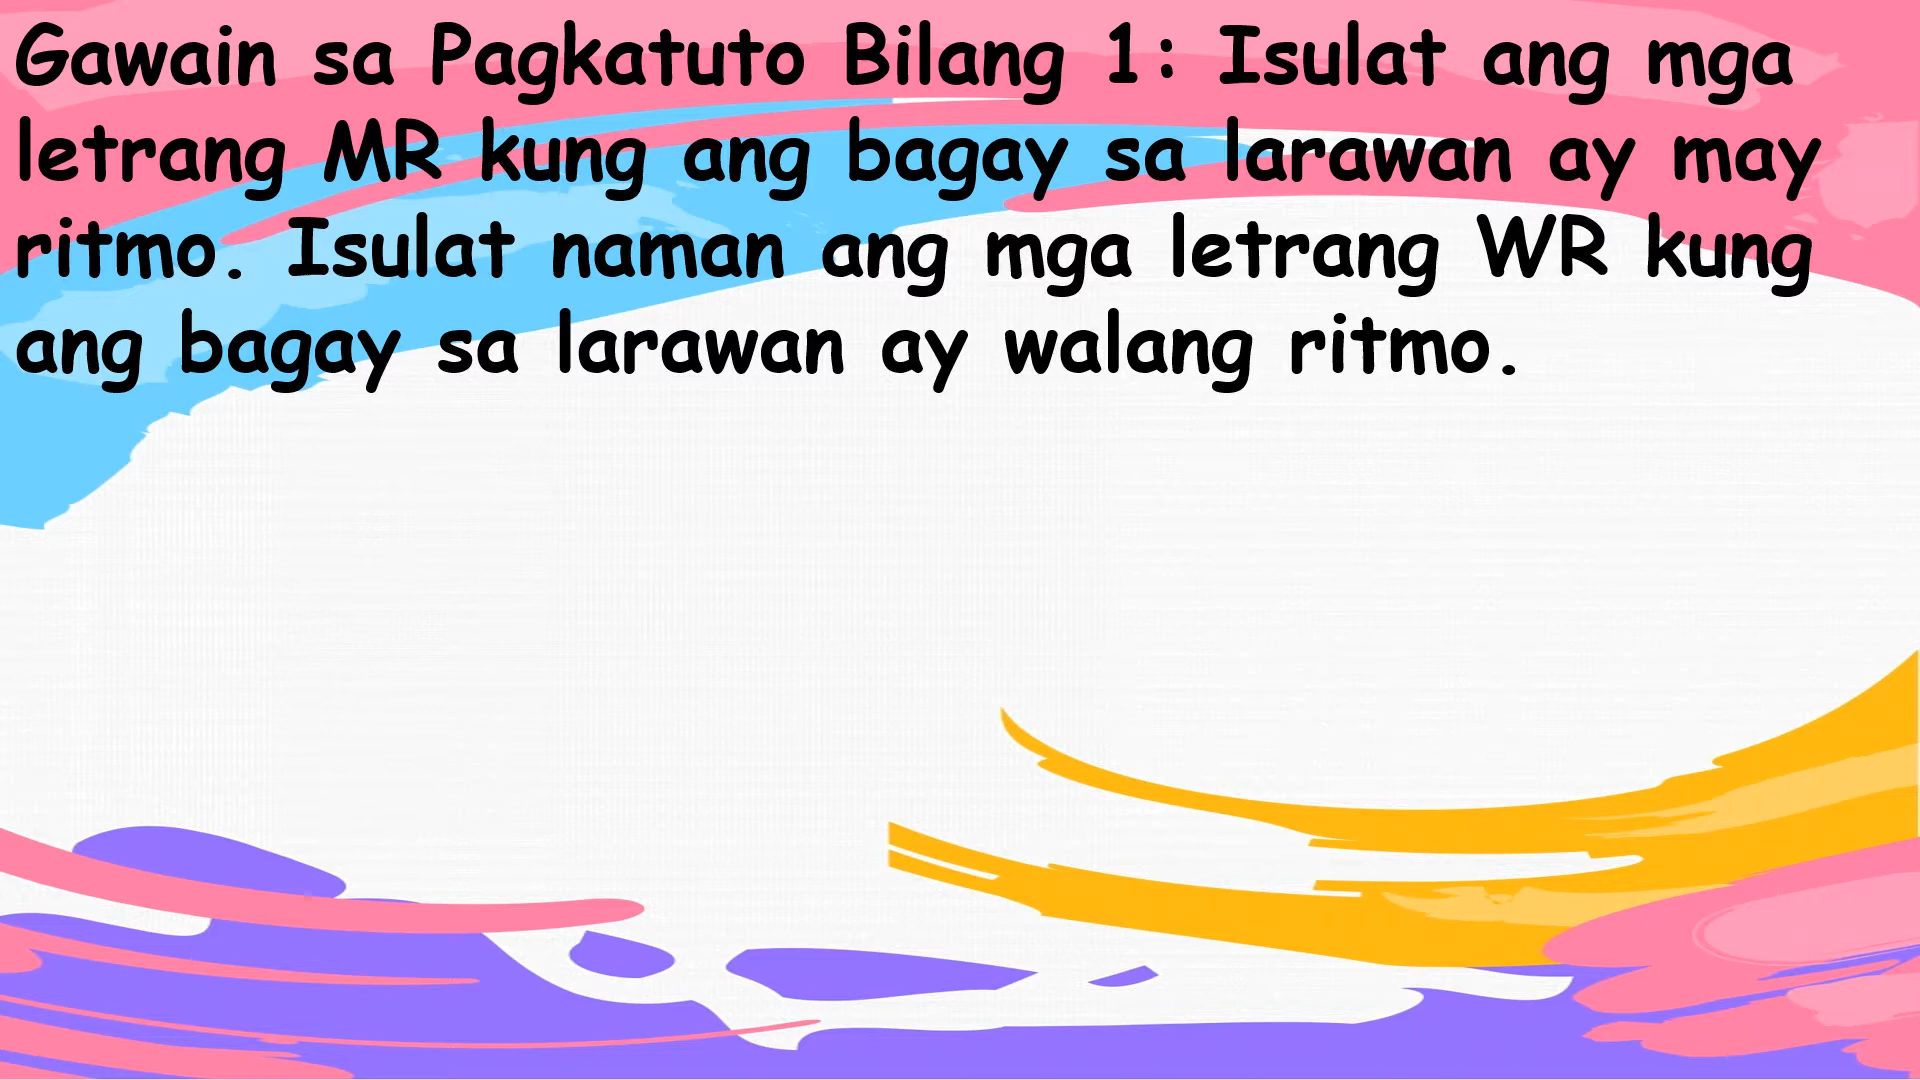 Gawain sa Pagkatuto Bilang 1: Isulat ang mga
letrang MR kung ang bagay sa larawan ay may
ritmo. Isulat naman ang mga letrang WR kung
ang bagay sa larawan ay walang ritmo.